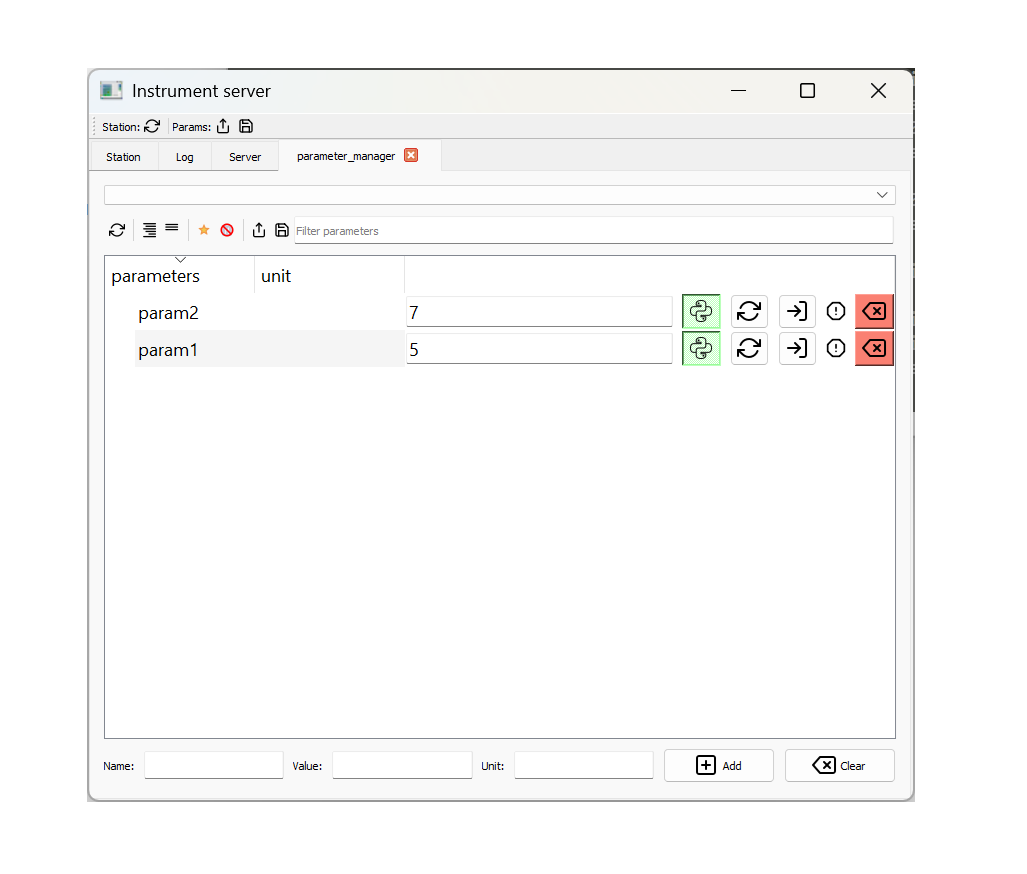 Instrument server
Station: Params:
Station Log Server parameter_manager
Filter parameters
parameters unit
param2 7
param1 5
Name: Value: Unit: Add Clear